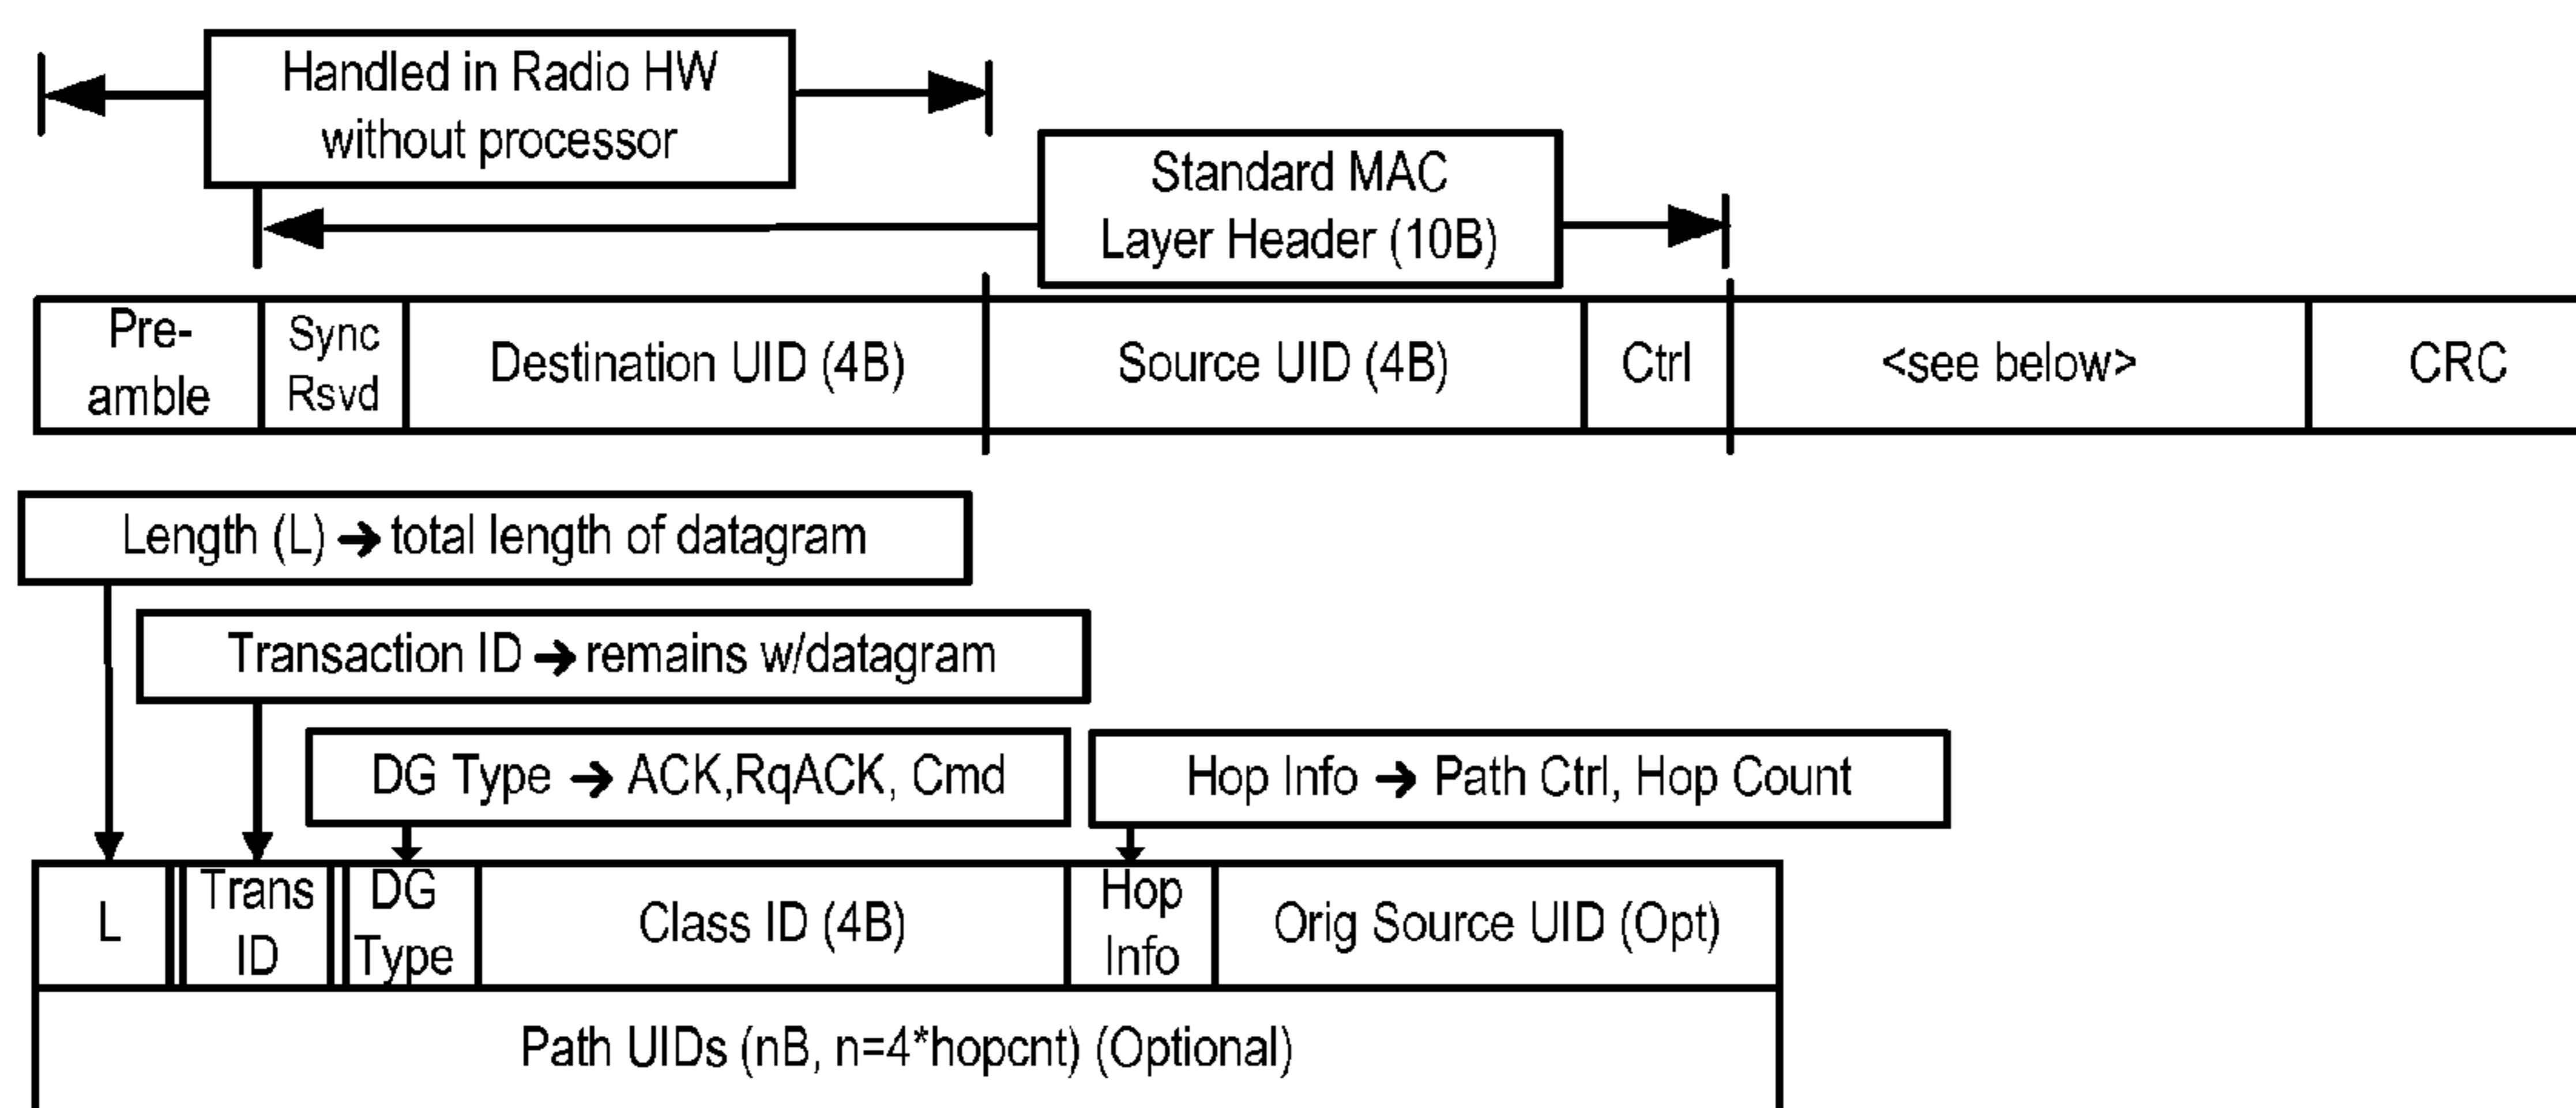 Handled in Radio HW
without processor
Standard MAC
Layer Header (10B)
Pre-
amble
Sync
Rsvd
Destination UID (4B)
Source UID (4B)
Ctrl
<see below>
CRC
Length (L) → total length of datagram
Transaction ID → remains w/datagram
DG Type → ACK,RqACK, Cmd
Hop Info → Path Ctrl, Hop Count
L
Trans
ID
DG
Type
Class ID (4B)
Hop
Info
Orig Source UID (Opt)
Path UIDs (nB, n=4*hopcnt) (Optional)